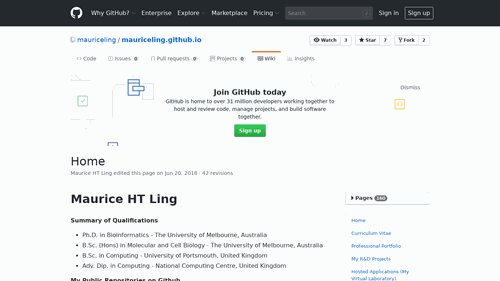 Why GitHub? Enterprise Explore Marketplace Pricing Search Sign in Sign up
mauriceling / mauriceling.github.io Watch 3 Star 7 Fork 2
Code Issues 0 Pull requests 0 Projects 0 Wiki Insights
Join GitHub today
Dismiss
GitHub is home to over 31 million developers working together to
host and review code, manage projects, and build software
together.
Sign up
Home
Maurice HT Ling edited this page on Jun 20, 2018 · 42 revisions
Maurice HT Ling
Summary of Qualifications
Ph.D. in Bioinformatics - The University of Melbourne, Australia
B.Sc. (Hons) in Molecular and Cell Biology - The University of Melbourne, Australia
B.Sc. in Computing - University of Portsmouth, United Kingdom
Adv. Dip. in Computing - National Computing Centre, United Kingdom
My Public Repositories on Github
Pages
Home
Curriculum Vitae
Professional Portfolio
My R&D Projects
Hosted Applications (My
Virtual Laboratory)